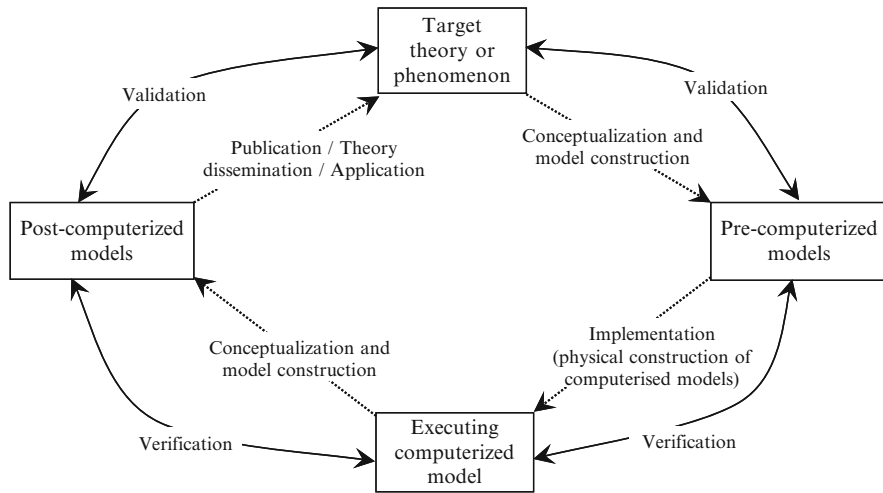 Target
theory or
phenomenon
Validation
Validation
Publication / Theory
dissemination / Application
Conceptualization and
model construction
Post-computerized
models
Pre-computerized
models
Conceptualization and
model construction
Implementation
(physical construction of
computerised models)
Verification
Executing
computerized
model
Verification